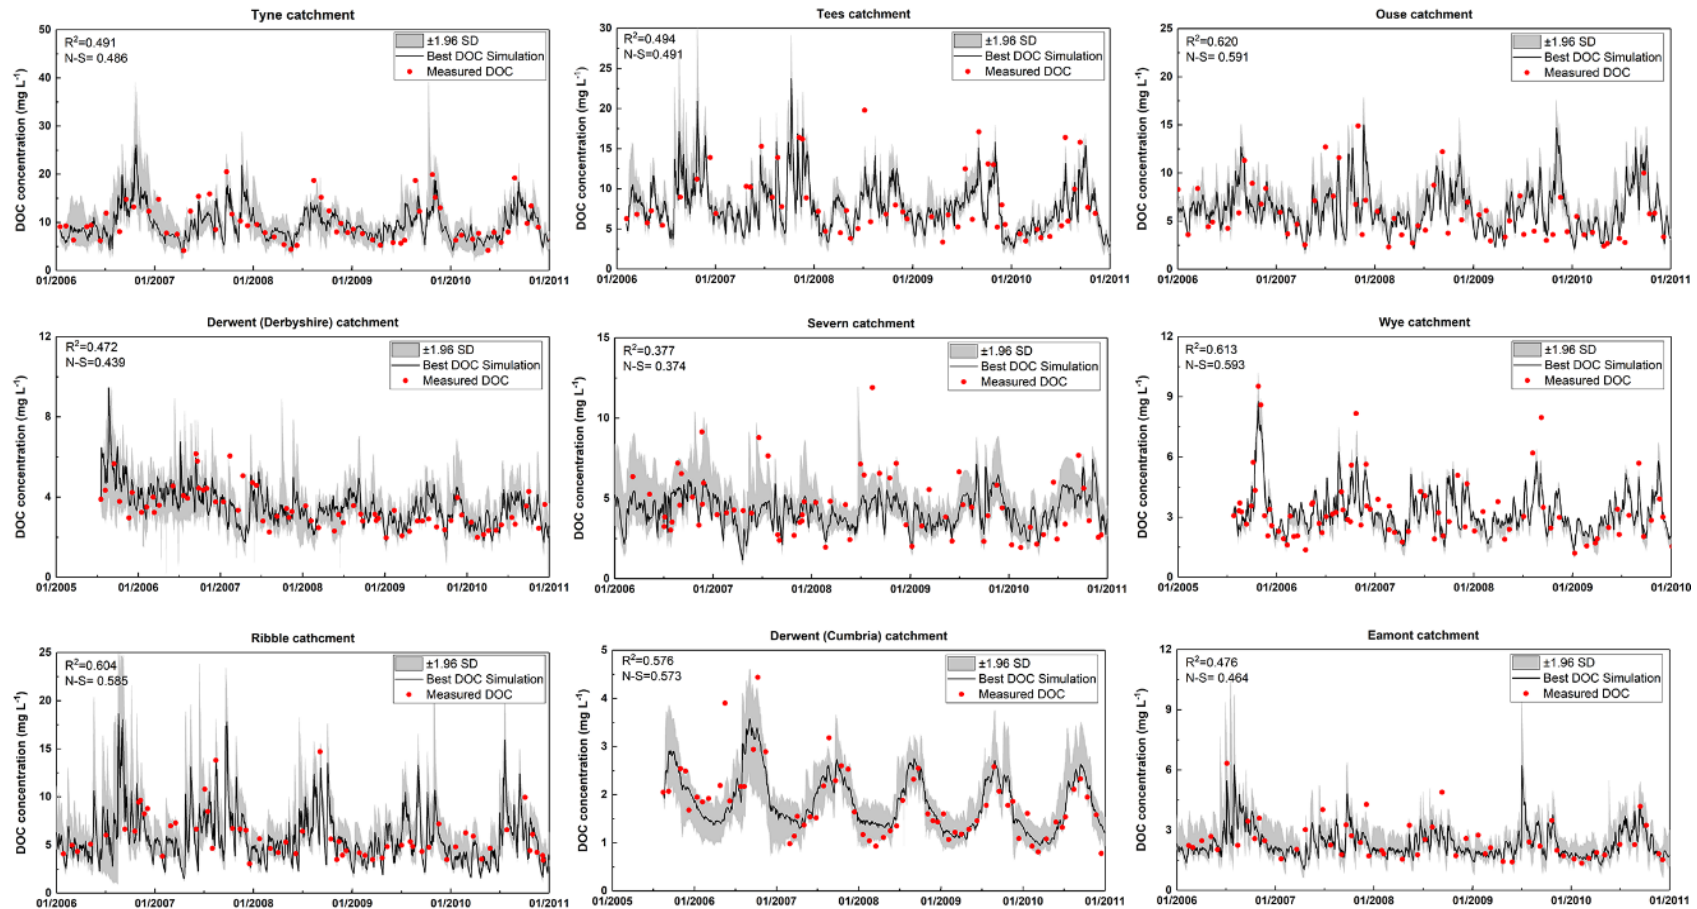 Tyne catchment
R²=0.491
N-S= 0.486
±1.96 SD
Best DOC Simulation
Measured DOC
DOC concentration (mg L⁻¹)
50
40
30
20
10
0
01/2006 01/2007 01/2008 01/2009 01/2010 01/2011
Tees catchment
R²=0.494
N-S=0.491
±1.96 SD
Best DOC Simulation
Measured DOC
DOC concentration (mg L⁻¹)
30
25
20
15
10
5
0
01/2006 01/2007 01/2008 01/2009 01/2010 01/2011
Ouse catchment
R²=0.620
N-S= 0.591
±1.96 SD
Best DOC Simulation
Measured DOC
DOC concentration (mg L⁻¹)
25
20
15
10
5
0
01/2006 01/2007 01/2008 01/2009 01/2010 01/2011
Derwent (Derbyshire) catchment
R²=0.472
N-S=0.439
±1.96 SD
Best DOC Simulation
Measured DOC
DOC concentration (mg L⁻¹)
12
8
4
0
01/2005 01/2006 01/2007 01/2008 01/2009 01/2010 01/2011
Severn catchment
R²=0.377
N-S= 0.374
±1.96 SD
Best DOC Simulation
Measured DOC
DOC concentration (mg L⁻¹)
15
10
5
0
01/2006 01/2007 01/2008 01/2009 01/2010 01/2011
Wye catchment
R²=0.613
N-S=0.593
±1.96 SD
Best DOC Simulation
Measured DOC
DOC concentration (mg L⁻¹)
12
9
6
3
0
01/2005 01/2006 01/2007 01/2008 01/2009 01/2010
Ribble cathcment
R²=0.604
N-S= 0.585
±1.96 SD
Best DOC Simulation
Measured DOC
DOC concentration (mg L⁻¹)
25
20
15
10
5
0
01/2006 01/2007 01/2008 01/2009 01/2010 01/2011
Derwent (Cumbria) catchment
R²=0.576
N-S=0.573
±1.96 SD
Best DOC Simulation
Measured DOC
DOC concentration (mg L⁻¹)
5
4
3
2
1
0
01/2005 01/2006 01/2007 01/2008 01/2009 01/2010 01/2011
Eamont catchment
R²=0.476
N-S= 0.464
±1.96 SD
Best DOC Simulation
Measured DOC
DOC concentration (mg L⁻¹)
12
9
6
3
0
01/2006 01/2007 01/2008 01/2009 01/2010 01/2011